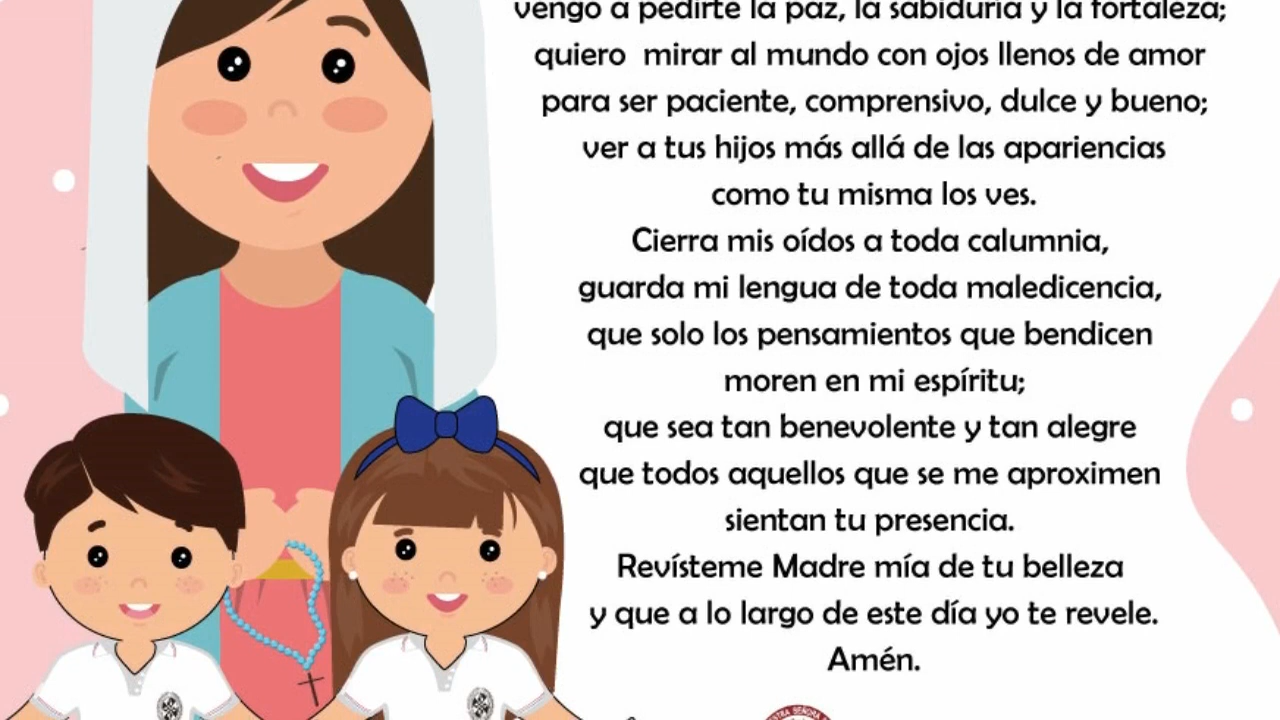 vengo a pedirte la paz, la sabiduría y la fortaleza;
quiero mirar al mundo con ojos llenos de amor
para ser paciente, comprensivo, dulce y bueno;
ver a tus hijos más allá de las apariencias
como tu misma los ves.
Cierra mis oídos a toda calumnia,
guarda mi lengua de toda maledicencia,
que solo los pensamientos que bendicen
moren en mi espíritu;
que sea tan benevolente y tan alegre
que todos aquellos que se me aproximen
sientan tu presencia.
Revísteme Madre mía de tu belleza
y que a lo largo de este día yo te revele.
Amén.
SEÑORA